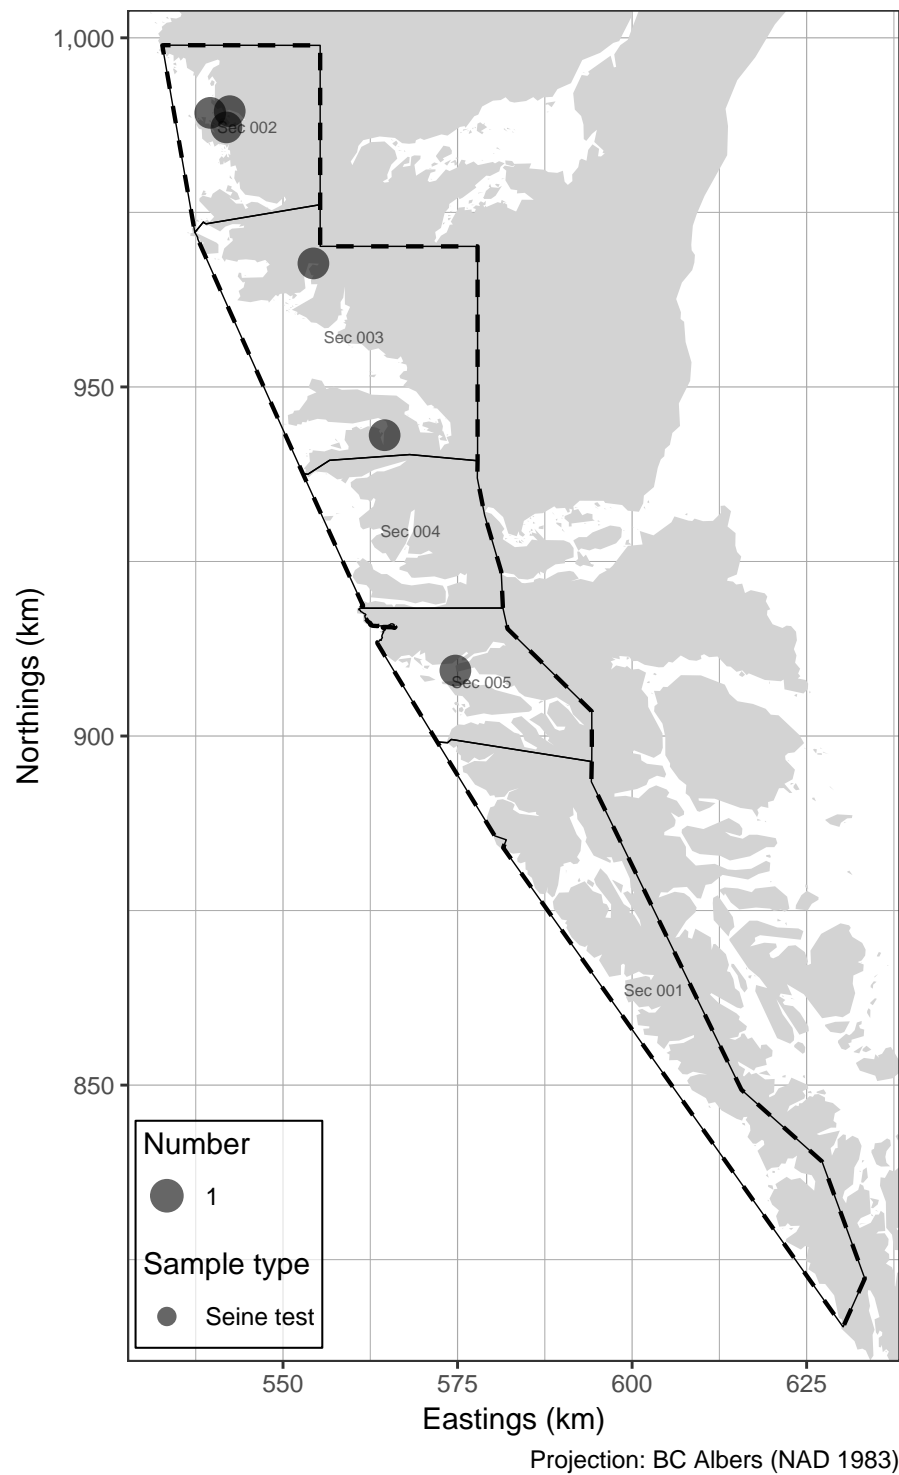 1,000
Sec 002
Sec 003
950
Sec 004
Sec 005
900
Northings (km)
Sec 001
850
Number
1
Sample type
Seine test
550
575
600
625
Eastings (km)
Projection: BC Albers (NAD 1983)